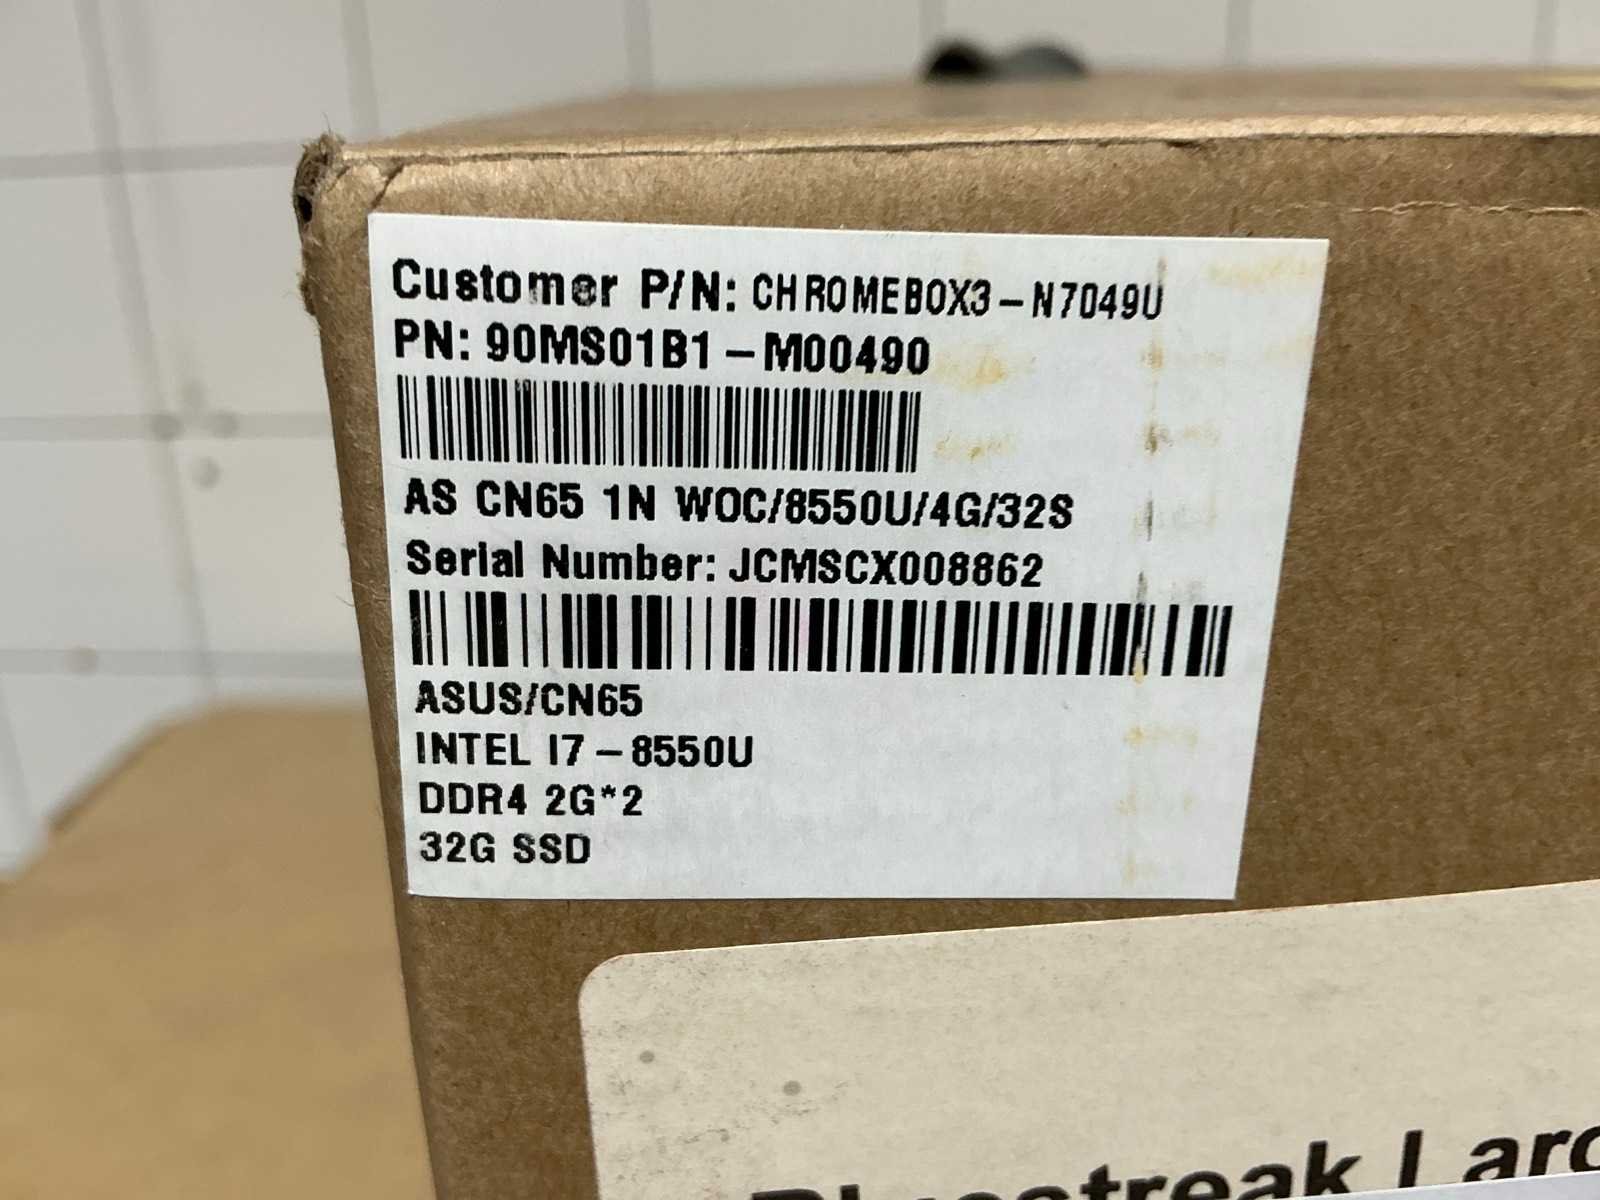 Customer P/N: CHROMEBOX3-N7049U
PN: 90MS01B1-M00490
AS CN65 1N WOC/8550U/4G/32S
Serial Number: JCMSCX008862
ASUS/CN65
INTEL I7-8550U
DDR4 2G*2
32G SSD